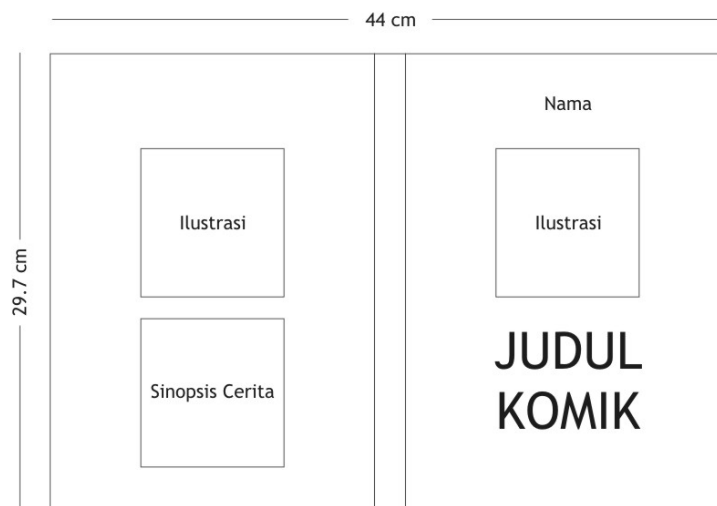 44 cm
29.7 cm
Ilustrasi
Sinopsis Cerita
Nama
Ilustrasi
JUDUL
KOMIK